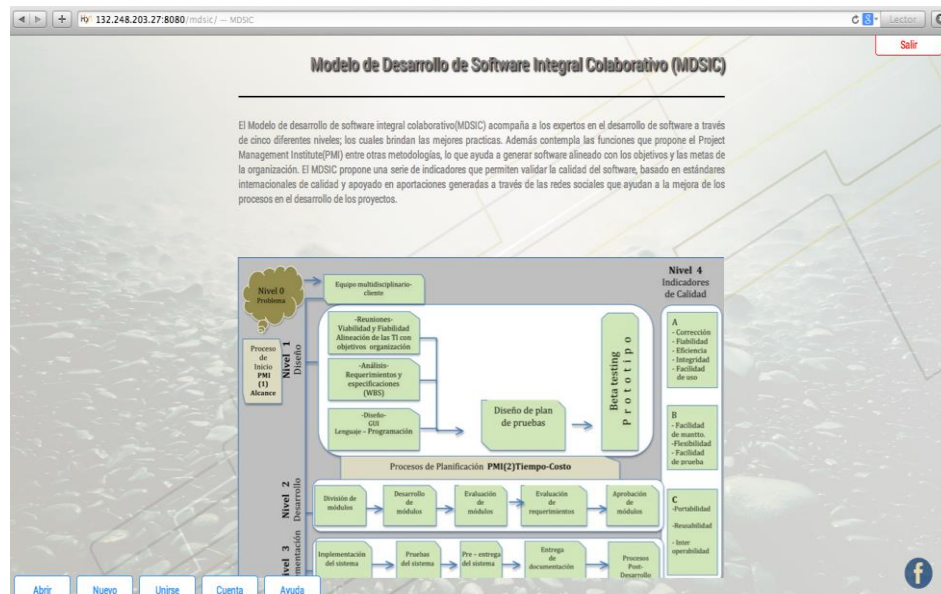 132.248.203.27:8080/mdsic/ — MDSIC
Lector
Salir
Modelo de Desarrollo de Software Integral Colaborativo (MDSIC)
El Modelo de desarrollo de software integral colaborativo(MDSIC) acompaña a los expertos en el desarrollo de software a través
de cinco diferentes niveles; los cuales brindan las mejores practicas. Además contempla las funciones que propone el Project
Management Institute(PMI) entre otras metodologías, lo que ayuda a generar software alineado con los objetivos y las metas de
la organización. El MDSIC propone una serie de indicadores que permiten validar la calidad del software, basado en estándares
internacionales de calidad y apoyado en aportaciones generadas a través de las redes sociales que ayudan a la mejora de los
procesos en el desarrollo de los proyectos.
Nivel 0
Problema
Equipo multidisciplinario-
cliente
Proceso
de
Inicio
PMI
(1)
Alcance
Nivel 1
Diseño
-Reuniones-
Viabilidad y Fiabilidad
Alineación de las TI con
objetivos organización
-Análisis-
Requerimientos y
especificaciones
(WBS)
-Diseño-
GUI
Lenguaje – Programación
Diseño de plan
de pruebas
Beta testing
Prototipo
Procesos de Planificación PMI(2)Tiempo-Costo
Nivel 2
Desarrollo
División de
módulos
Desarrollo
de
módulos
Evaluación
de
módulos
Evaluación
de
requerimientos
Aprobación
de
módulos
ivel 3
mentación
Implementación
del sistema
Pruebas
del sistema
Pre – entrega
del sistema
Entrega
de
documentación
Procesos
Post-
Desarrollo
Nivel 4
Indicadores
de Calidad
A
- Corrección
- Fiabilidad
- Eficiencia
- Integridad
- Facilidad
de uso
B
- Facilidad
de mantto.
-Flexibilidad
- Facilidad
de prueba
C
-Portabilidad
-Reusabilidad
- Inter
operabilidad
Abrir
Nuevo
Unirse
Cuenta
Ayuda